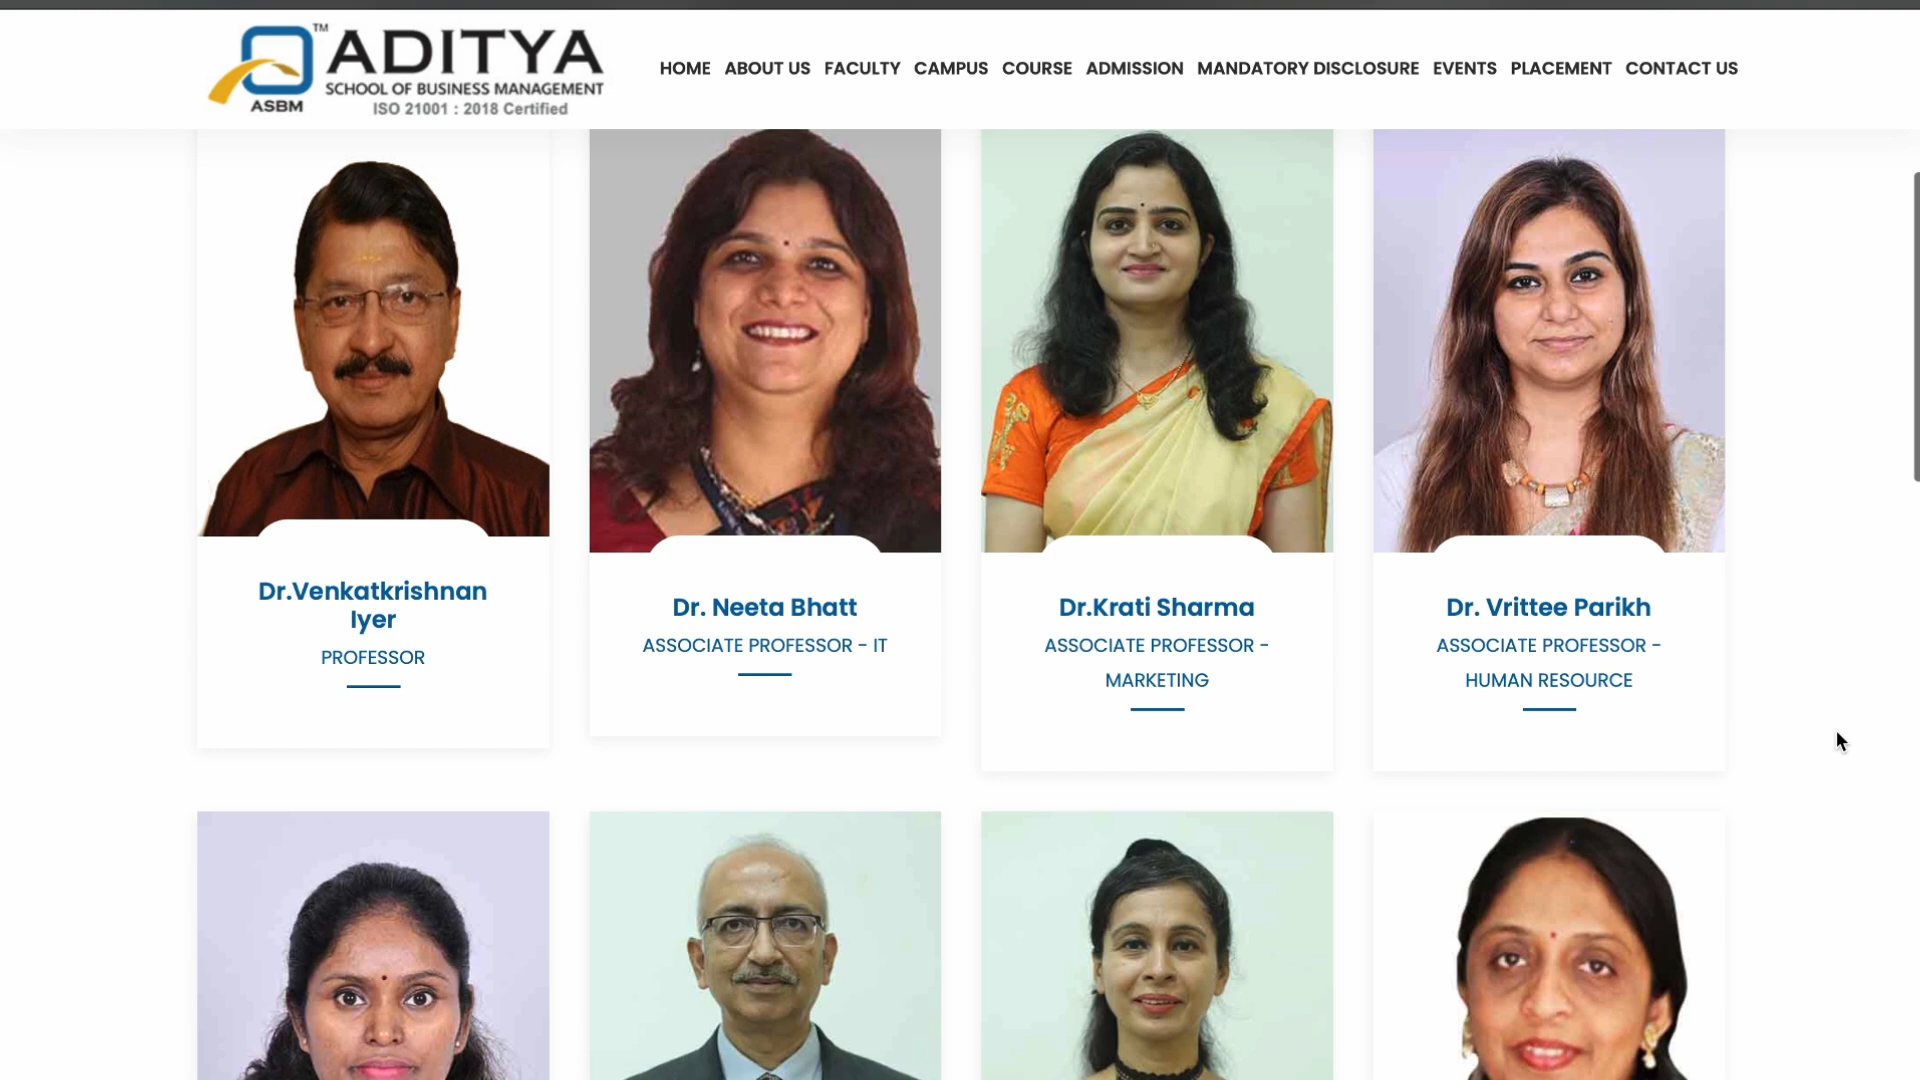 TM
ADITYA
SCHOOL OF BUSINESS MANAGEMENT
ASBM
ISO 21001 : 2018 Certified
HOME ABOUT US FACULTY CAMPUS COURSE ADMISSION MANDATORY DISCLOSURE EVENTS PLACEMENT CONTACT US
Dr.Venkatkrishnan
Iyer
PROFESSOR
Dr. Neeta Bhatt
ASSOCIATE PROFESSOR - IT
Dr.Krati Sharma
ASSOCIATE PROFESSOR -
MARKETING
Dr. Vrittee Parikh
ASSOCIATE PROFESSOR -
HUMAN RESOURCE